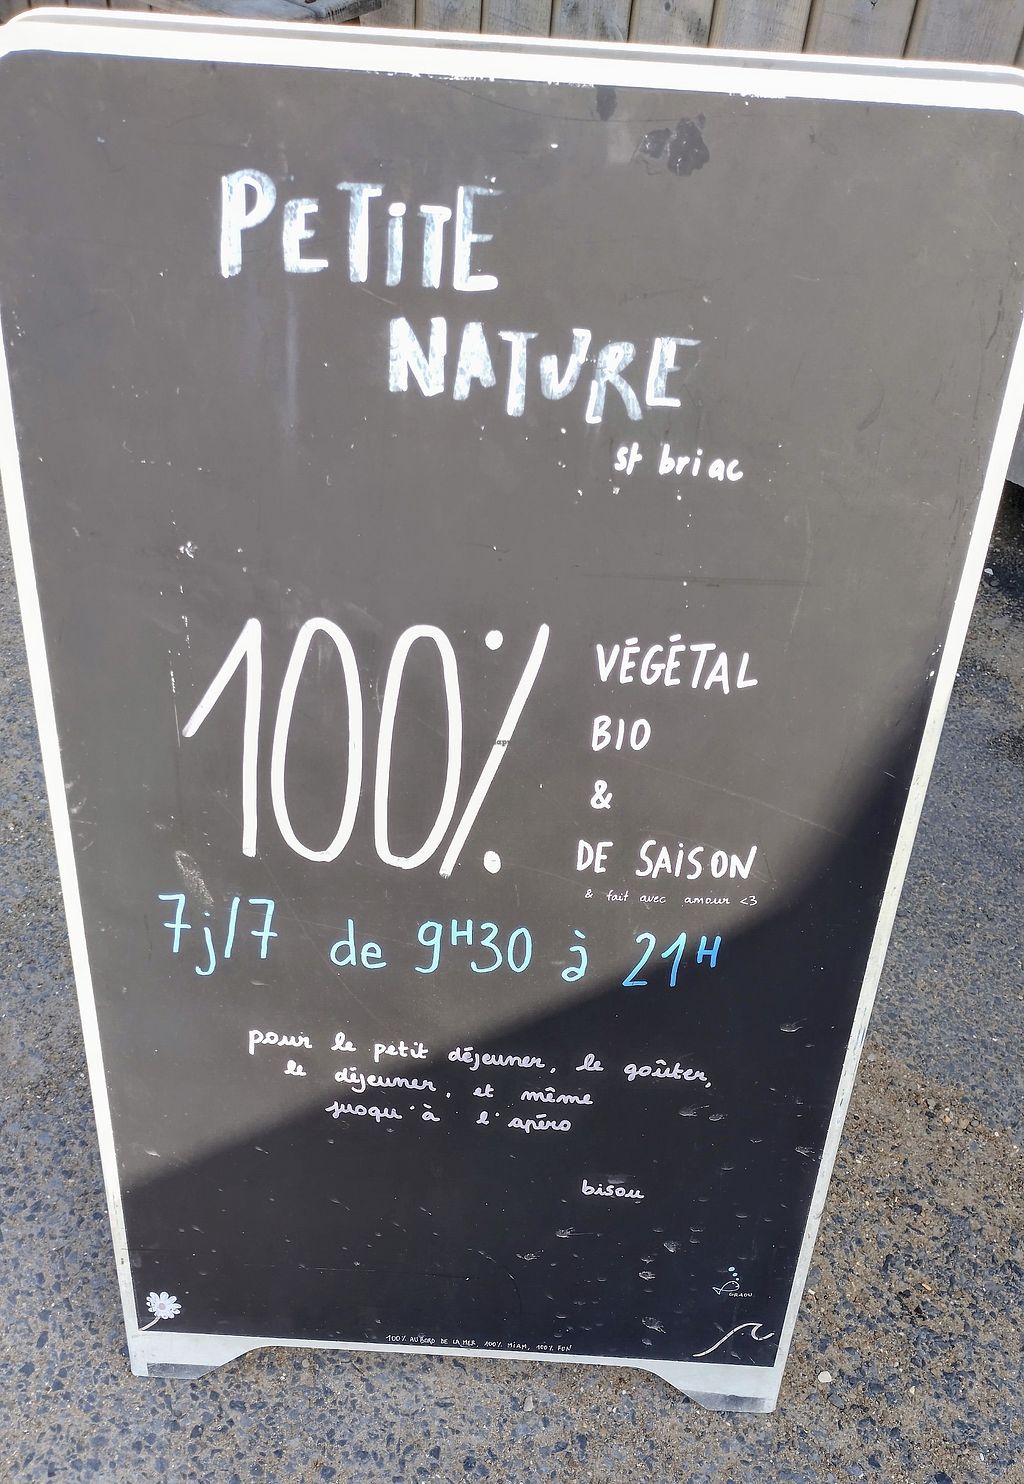 PETITE
NATURE
st briac
100%
VÉGÉTAL
BIO
&
DE SAISON
& fait avec amour <3
7j/7 de 9H30 à 21H
pour le petit déjeuner, le goûter,
le déjeuner, et même
jusqu'à l'apéro
bisou
100% AU BORD DE LA MER, 100% MIAM, 100% FUN